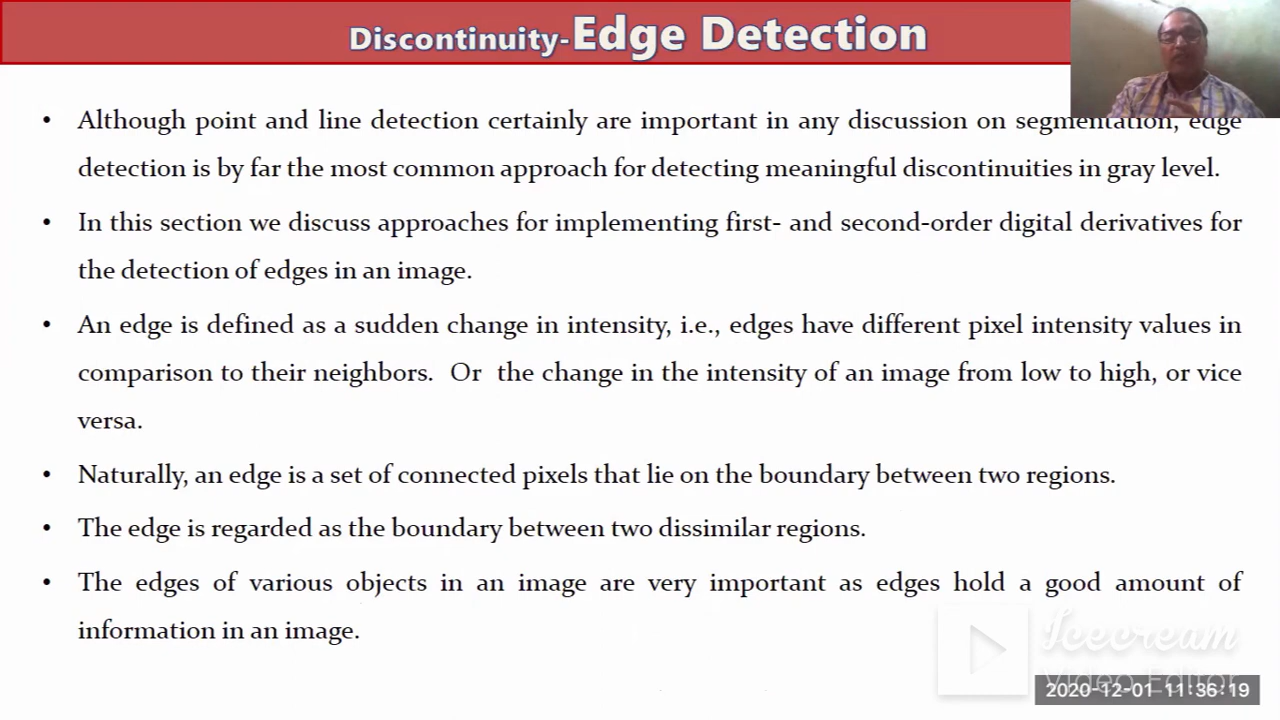 Discontinuity-Edge Detection
• Although point and line detection certainly are important in any discussion on segmentation, edge
detection is by far the most common approach for detecting meaningful discontinuities in gray level.
• In this section we discuss approaches for implementing first- and second-order digital derivatives for
the detection of edges in an image.
• An edge is defined as a sudden change in intensity, i.e., edges have different pixel intensity values in
comparison to their neighbors. Or the change in the intensity of an image from low to high, or vice
versa.
• Naturally, an edge is a set of connected pixels that lie on the boundary between two regions.
• The edge is regarded as the boundary between two dissimilar regions.
• The edges of various objects in an image are very important as edges hold a good amount of
information in an image.
Icecream
Video Editor
2020-12-01 11:36:19